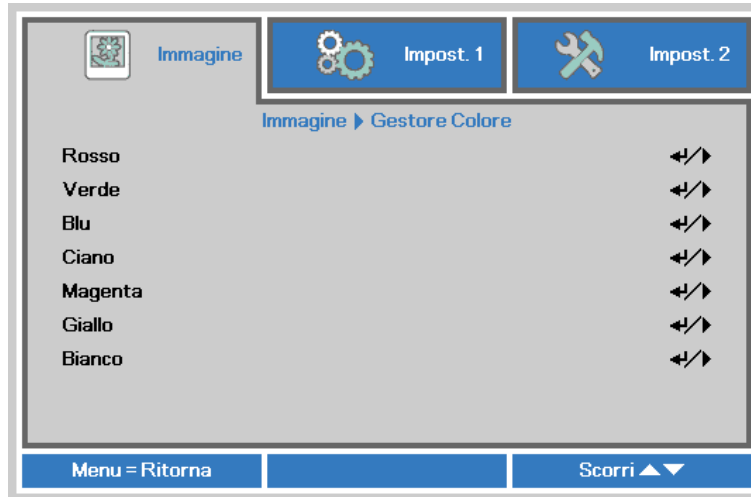 Immagine
Impost. 1
Impost. 2
Immagine ▶ Gestore Colore
Rosso ↵/▶
Verde ↵/▶
Blu ↵/▶
Ciano ↵/▶
Magenta ↵/▶
Giallo ↵/▶
Bianco ↵/▶
Menu = Ritorna
Scorri ▲▼